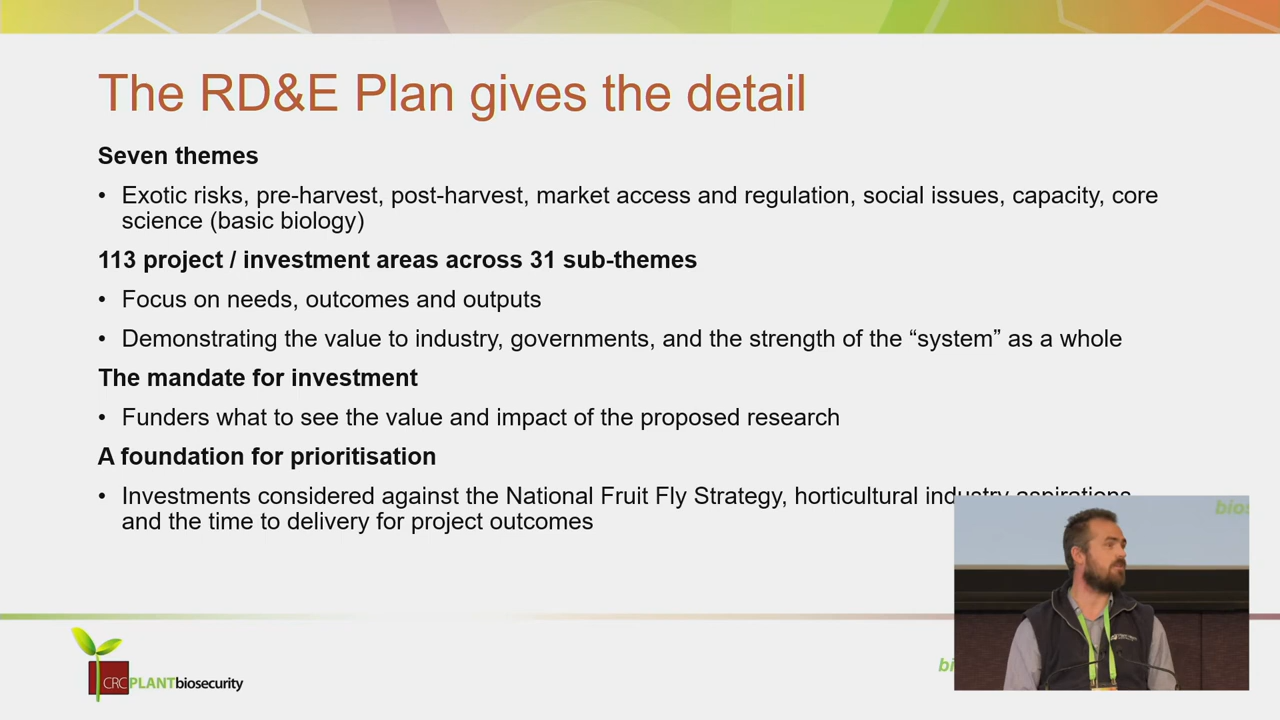 The RD&E Plan gives the detail
Seven themes
• Exotic risks, pre-harvest, post-harvest, market access and regulation, social issues, capacity, core
science (basic biology)
113 project / investment areas across 31 sub-themes
• Focus on needs, outcomes and outputs
• Demonstrating the value to industry, governments, and the strength of the “system” as a whole
The mandate for investment
• Funders what to see the value and impact of the proposed research
A foundation for prioritisation
• Investments considered against the National Fruit Fly Strategy, horticultural industry aspirations
and the time to delivery for project outcomes
CRCPLANTbiosecurity